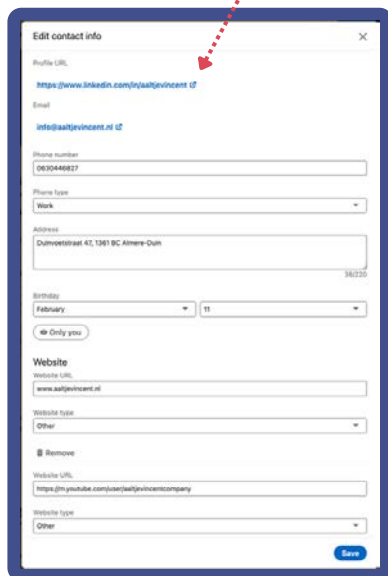 Edit contact info
Profile URL
https://www.linkedin.com/in/aaltjevincent
Email
info@aaltjevincent.nl
Phone number
0630446827
Phone type
Work
Address
Duinvoetstraat 47, 1361 BC Almere-Duin
38/220
Birthday
February 11
Only you
Website
Website URL
www.aaltjevincent.nl
Website type
Other
Remove
Website URL
https://m.youtube.com/user/aaltjevincentcompany
Website type
Other
Save